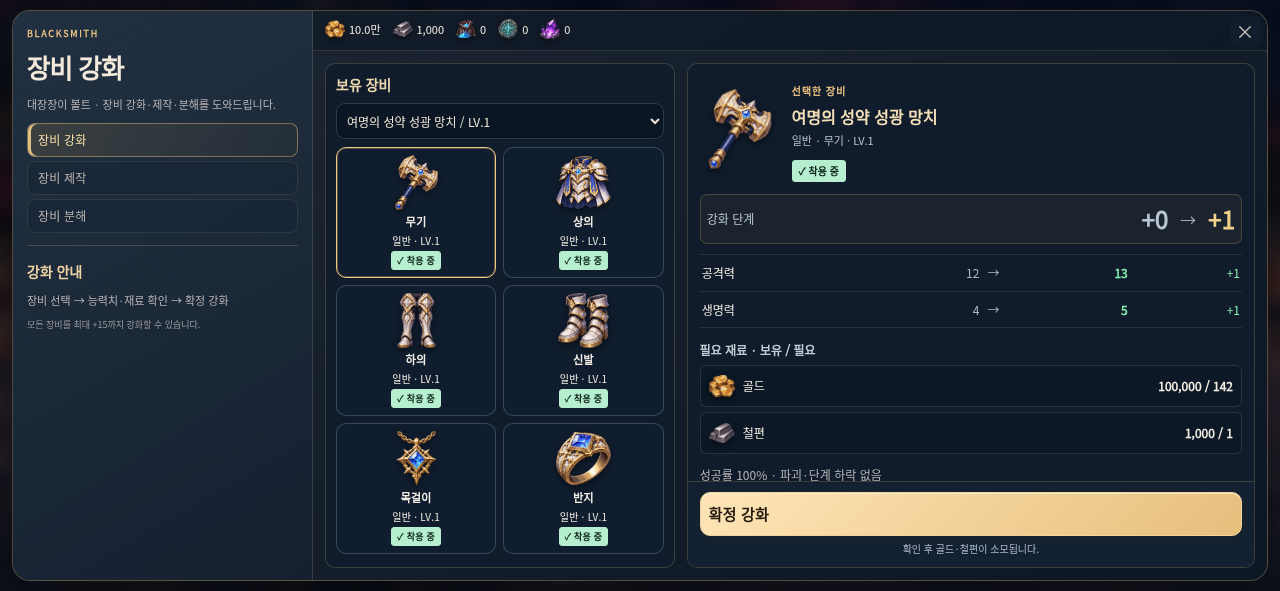 BLACKSMITH
장비 강화
대장장이 볼트 · 장비 강화·제작·분해를 도와드립니다.
장비 강화
장비 제작
장비 분해
강화 안내
장비 선택 → 능력치·재료 확인 → 확정 강화
모든 장비를 최대 +15까지 강화할 수 있습니다.
10.0만 1,000 0 0 0
보유 장비
여명의 성약 성광 망치 / LV.1
무기
일반 · LV.1
✓ 착용 중
상의
일반 · LV.1
✓ 착용 중
하의
일반 · LV.1
✓ 착용 중
신발
일반 · LV.1
✓ 착용 중
목걸이
일반 · LV.1
✓ 착용 중
반지
일반 · LV.1
✓ 착용 중
선택한 장비
여명의 성약 성광 망치
일반 · 무기 · LV.1
✓ 착용 중
강화 단계 +0 → +1
공격력 12 → 13 +1
생명력 4 → 5 +1
필요 재료 · 보유 / 필요
골드 100,000 / 142
철편 1,000 / 1
성공률 100% · 파괴·단계 하락 없음
확정 강화
확인 후 골드·철편이 소모됩니다.